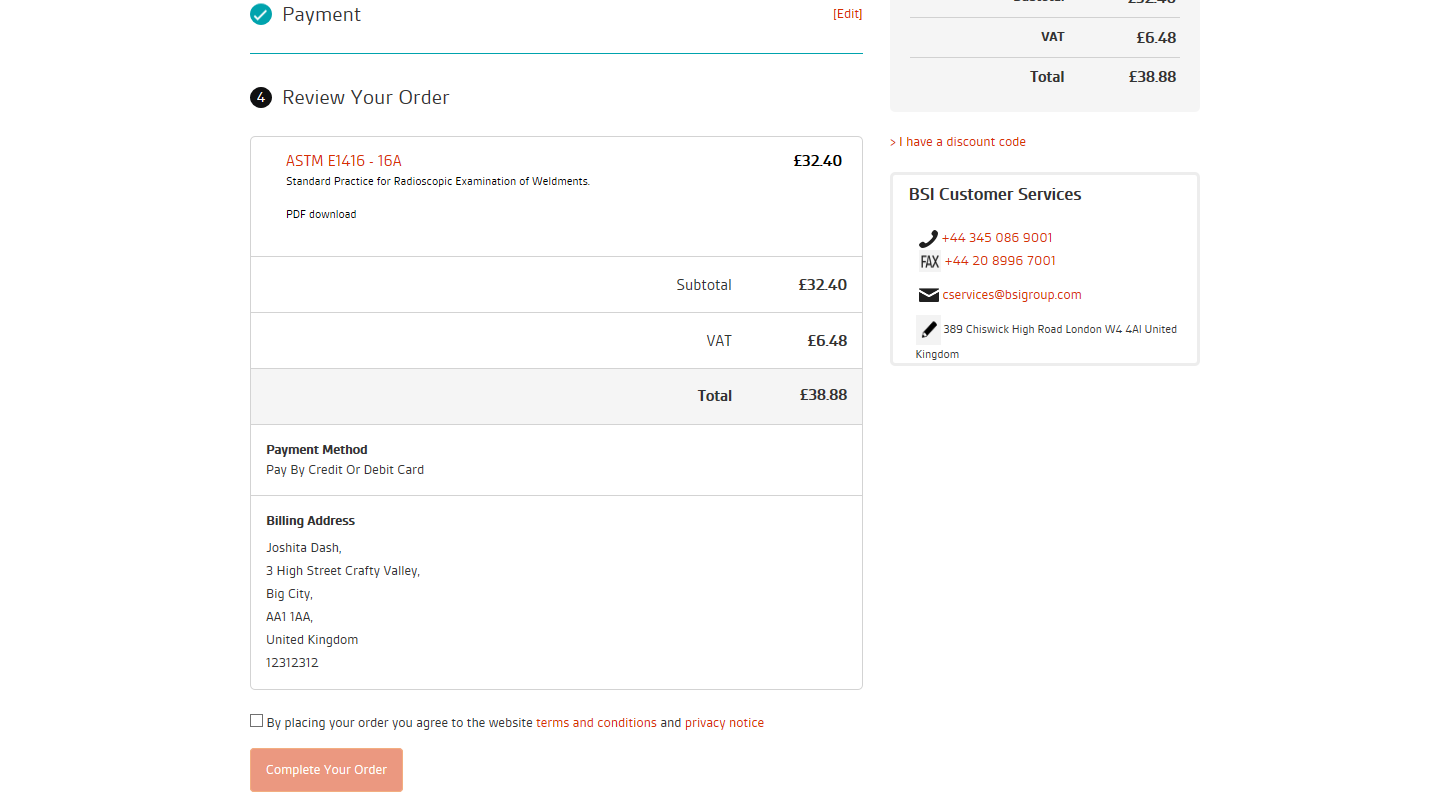 Payment
[Edit]
4 Review Your Order
ASTM E1416 - 16A £32.40
Standard Practice for Radioscopic Examination of Weldments.
PDF download
Subtotal £32.40
VAT £6.48
Total £38.88
Payment Method
Pay By Credit Or Debit Card
Billing Address
Joshita Dash,
3 High Street Crafty Valley,
Big City,
AA1 1AA,
United Kingdom
12312312
By placing your order you agree to the website terms and conditions and privacy notice
Complete Your Order
Subtotal £32.40
VAT £6.48
Total £38.88
> I have a discount code
BSI Customer Services
+44 345 086 9001
FAX +44 20 8996 7001
cservices@bsigroup.com
389 Chiswick High Road London W4 4Al United
Kingdom